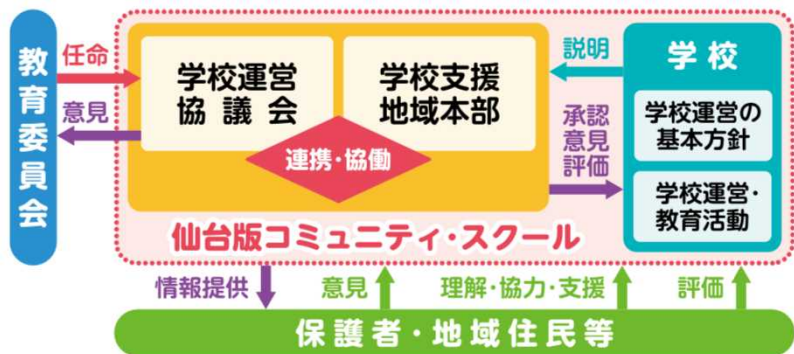 教育委員会
任命
意見
学校運営
協議会
学校支援
地域本部
連携・協働
説明
承認
意見
評価
学校
学校運営の
基本方針
学校運営・
教育活動
仙台版コミュニティ・スクール
情報提供
意見
理解・協力・支援
評価
保護者・地域住民等